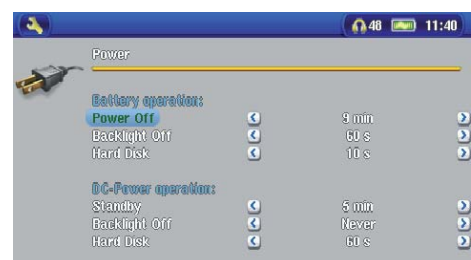 48 11:40
Power
Battery operation:
Power Off 9 min
Backlight Off 60 s
Hard Disk 10 s
DC-Power operation:
Standby 5 min
Backlight Off Never
Hard Disk 60 s